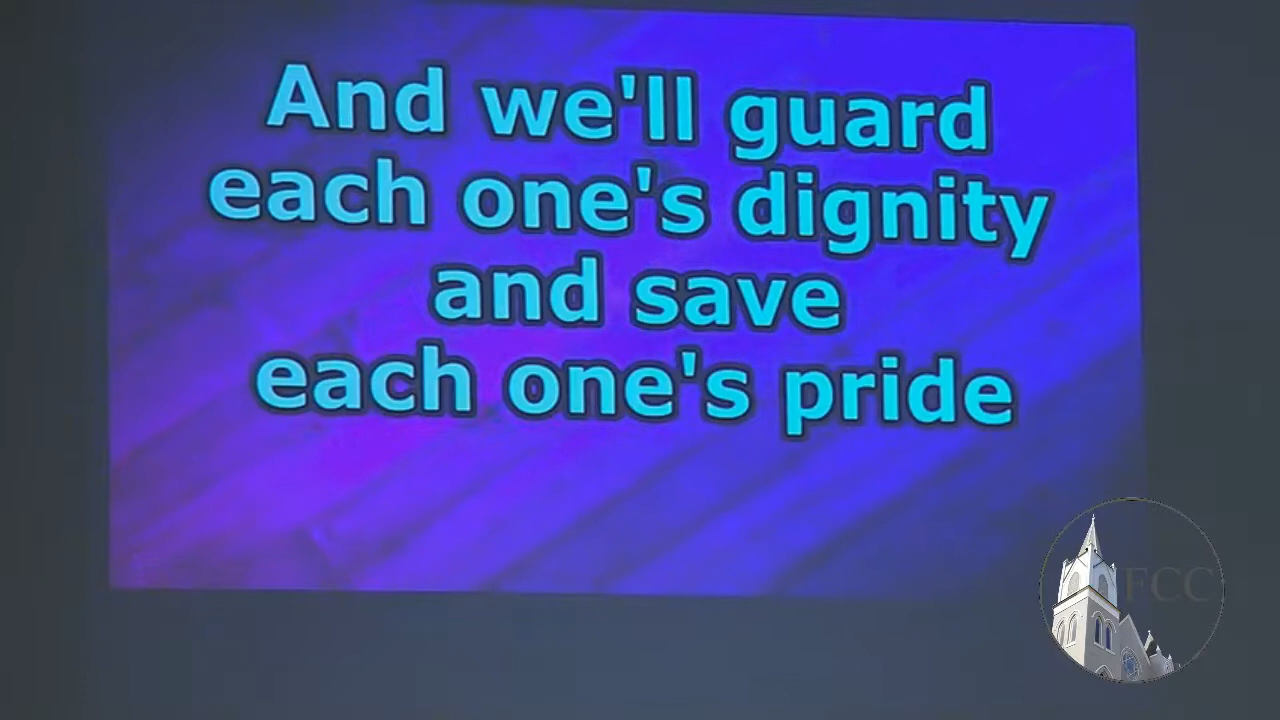 And we'll guard
each one's dignity
and save
each one's pride
FCC